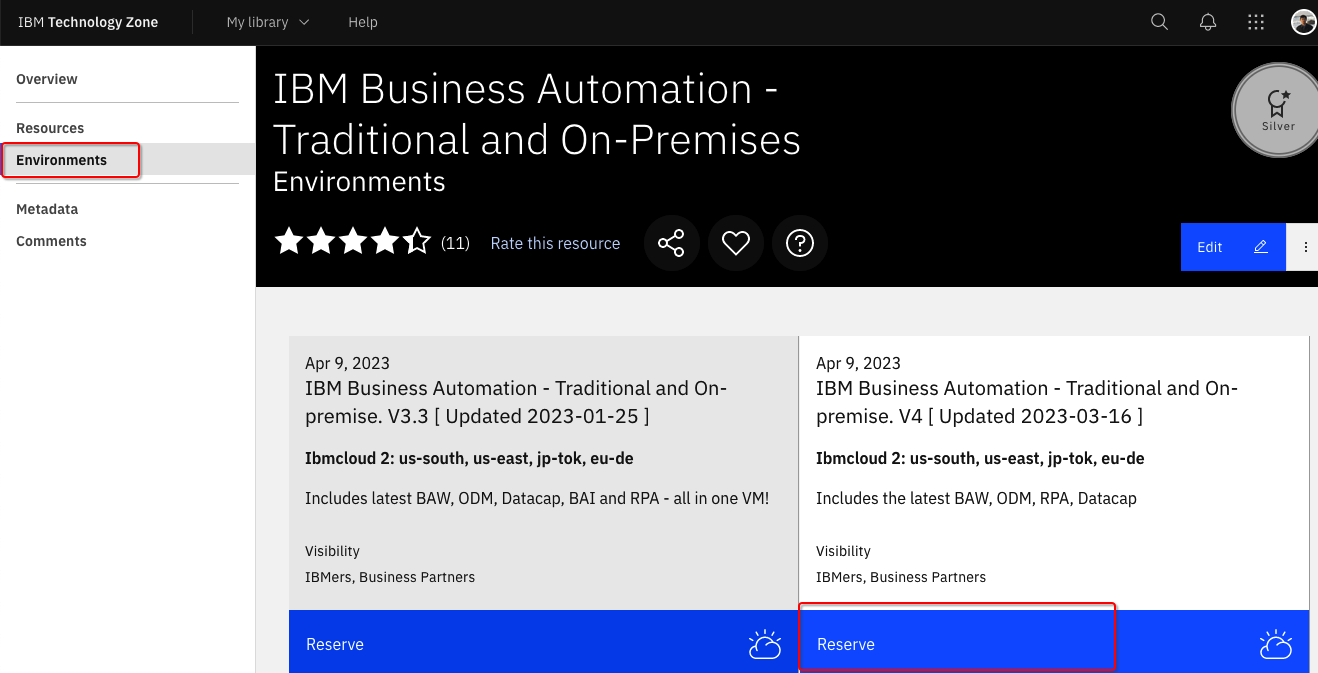 IBM Technology Zone
My library
Help
Overview
Resources
Environments
Metadata
Comments
IBM Business Automation -
Traditional and On-Premises
Environments
Silver
(11)
Rate this resource
Edit
Apr 9, 2023
IBM Business Automation - Traditional and On-
premise. V3.3 [ Updated 2023-01-25 ]
Ibmcloud 2: us-south, us-east, jp-tok, eu-de
Includes latest BAW, ODM, Datacap, BAI and RPA - all in one VM!
Visibility
IBMers, Business Partners
Reserve
Apr 9, 2023
IBM Business Automation - Traditional and On-
premise. V4 [ Updated 2023-03-16 ]
Ibmcloud 2: us-south, us-east, jp-tok, eu-de
Includes the latest BAW, ODM, RPA, Datacap
Visibility
IBMers, Business Partners
Reserve